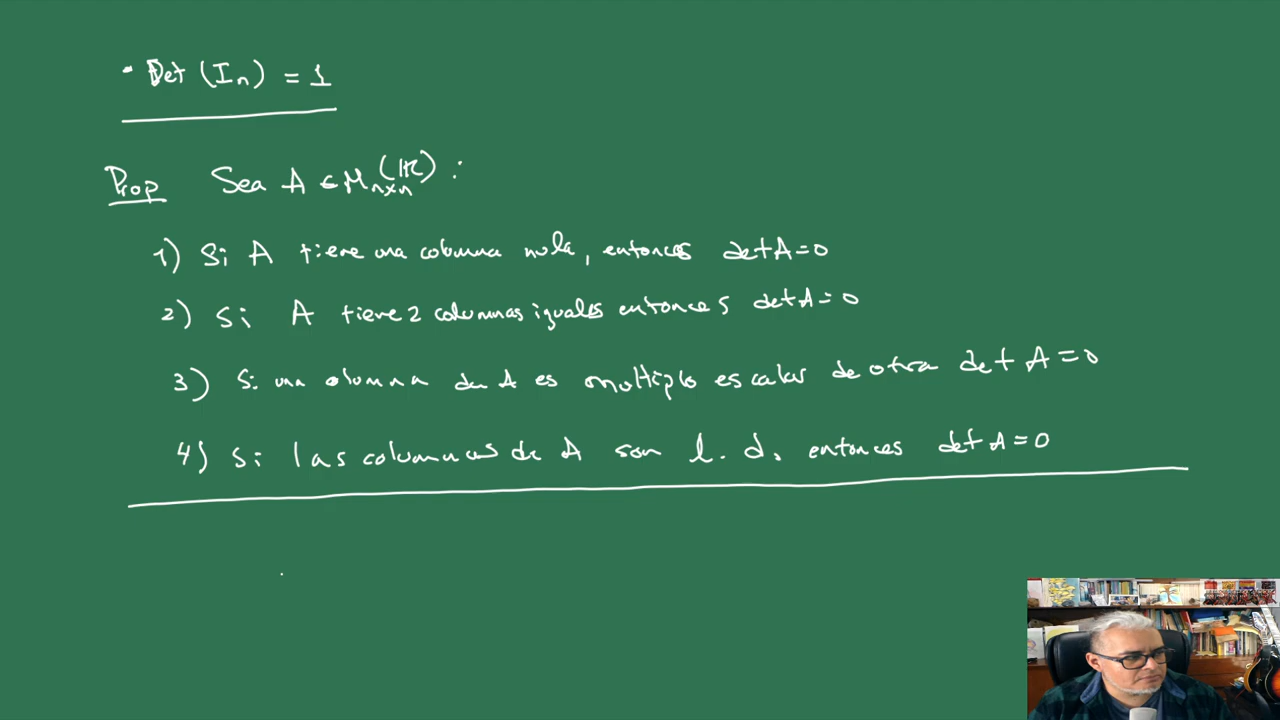 • Det (In) = 1
Prop Sea A ∈ Mn×n(K) :
1) Si A tiene una columna nula, entonces det A = 0
2) Si A tiene 2 columnas iguales entonces det A = 0
3) Si una columna de A es multiplo escalar de otra det A = 0
4) Si las columnas de A son l. d. entonces det A = 0